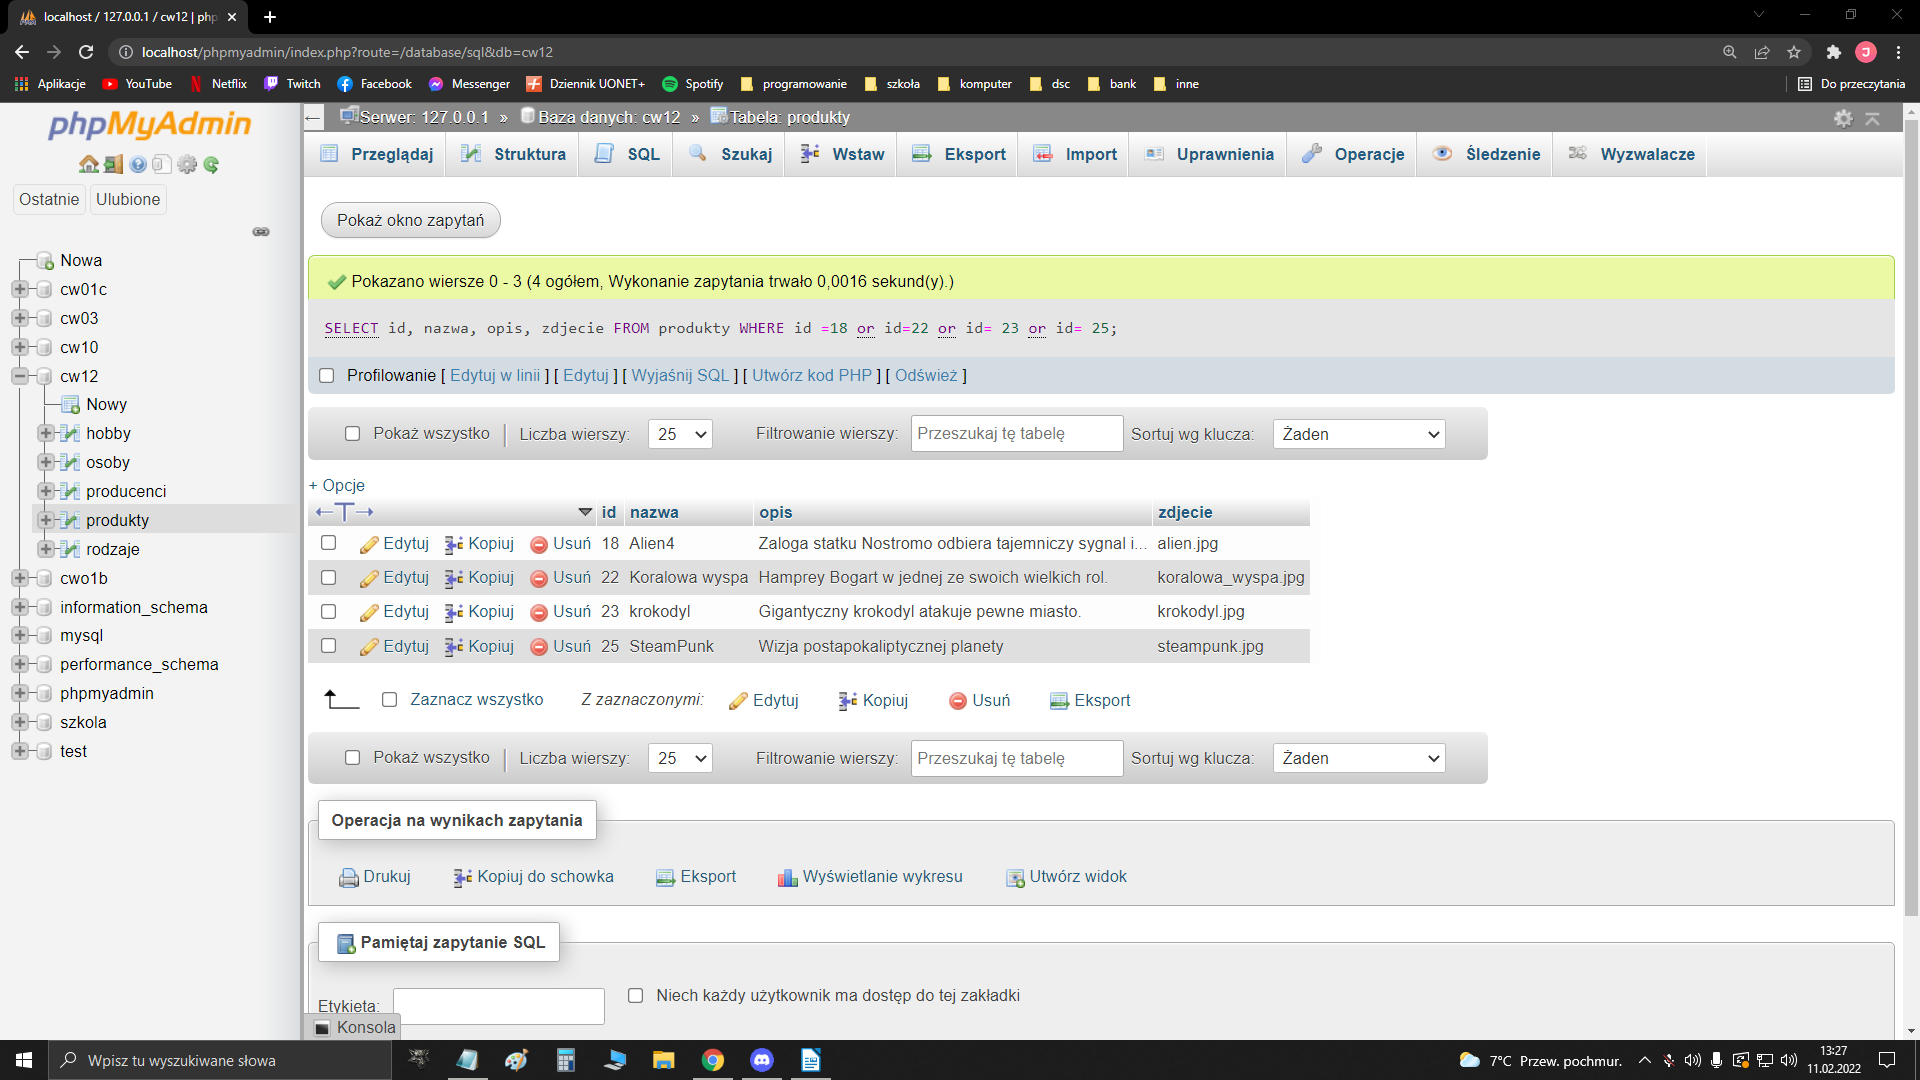 localhost / 127.0.0.1 / cw12 | php
localhost/phpmyadmin/index.php?route=/database/sql&db=cw12
Aplikacje YouTube Netflix Twitch Facebook Messenger Dziennik UONET+ Spotify programowanie szkoła komputer dsc bank inne Do przeczytania
phpMyAdmin
Ostatnie Ulubione
Nowa
cw01c
cw03
cw10
cw12
Nowy
hobby
osoby
producenci
produkty
rodzaje
cwo1b
information_schema
mysql
performance_schema
phpmyadmin
szkola
test
Serwer: 127.0.0.1 » Baza danych: cw12 » Tabela: produkty
Przeglądaj Struktura SQL Szukaj Wstaw Eksport Import Uprawnienia Operacje Śledzenie Wyzwalacze
Pokaż okno zapytań
Pokazano wiersze 0 - 3 (4 ogółem, Wykonanie zapytania trwało 0,0016 sekund(y).)
SELECT id, nazwa, opis, zdjecie FROM produkty WHERE id =18 or id=22 or id= 23 or id= 25;
Profilowanie [ Edytuj w linii ] [ Edytuj ] [ Wyjaśnij SQL ] [ Utwórz kod PHP ] [ Odśwież ]
Pokaż wszystko | Liczba wierszy: 25 Filtrowanie wierszy: Przeszukaj tę tabelę Sortuj wg klucza: Żaden
+ Opcje
←T→ id nazwa opis zdjecie
Edytuj Kopiuj Usuń 18 Alien4 Zaloga statku Nostromo odbiera tajemniczy sygnal i... alien.jpg
Edytuj Kopiuj Usuń 22 Koralowa wyspa Hamprey Bogart w jednej ze swoich wielkich rol. koralowa_wyspa.jpg
Edytuj Kopiuj Usuń 23 krokodyl Gigantyczny krokodyl atakuje pewne miasto. krokodyl.jpg
Edytuj Kopiuj Usuń 25 SteamPunk Wizja postapokaliptycznej planety steampunk.jpg
Zaznacz wszystko Z zaznaczonymi: Edytuj Kopiuj Usuń Eksport
Pokaż wszystko | Liczba wierszy: 25 Filtrowanie wierszy: Przeszukaj tę tabelę Sortuj wg klucza: Żaden
Operacja na wynikach zapytania
Drukuj Kopiuj do schowka Eksport Wyświetlanie wykresu Utwórz widok
Pamiętaj zapytanie SQL
Etykieta: Niech każdy użytkownik ma dostęp do tej zakładki
Konsola
Wpisz tu wyszukiwane słowa
7°C Przew. pochmur.
13:27
11.02.2022